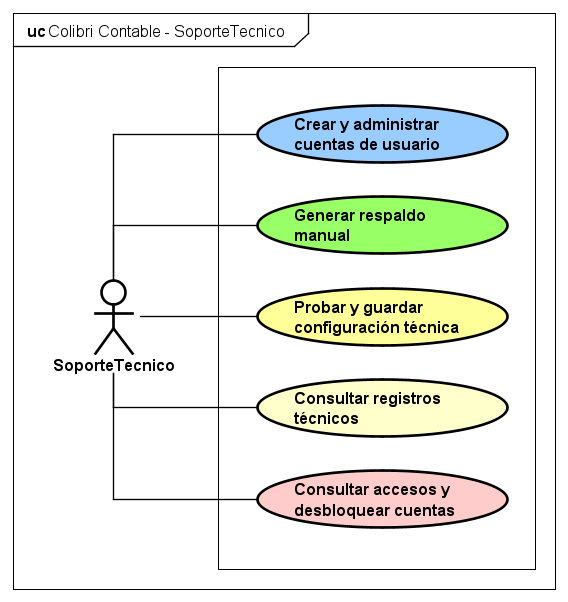 uc Colibri Contable - SoporteTecnico
Crear y administrar
cuentas de usuario
Generar respaldo
manual
Probar y guardar
configuración técnica
SoporteTecnico
Consultar registros
técnicos
Consultar accesos y
desbloquear cuentas